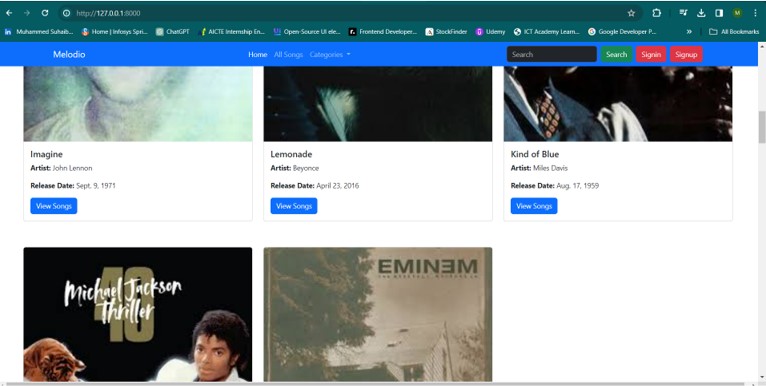 http://127.0.0.1:8000
in Muhammed Suhaib... Home | Infosys Spri... ChatGPT AICTE Internship En... Open-Source UI ele... Frontend Developer... StockFinder Udemy ICT Academy Learn... Google Developer P... » All Bookmarks
Melodio Home All Songs Categories Search Search Signin Signup
Imagine Lemonade Kind of Blue
Artist: John Lennon Artist: Beyonce Artist: Miles Davis
Release Date: Sept. 9, 1971 Release Date: April 23, 2016 Release Date: Aug. 17, 1959
View Songs View Songs View Songs
Michael Jackson
Thriller
40
EMINEM